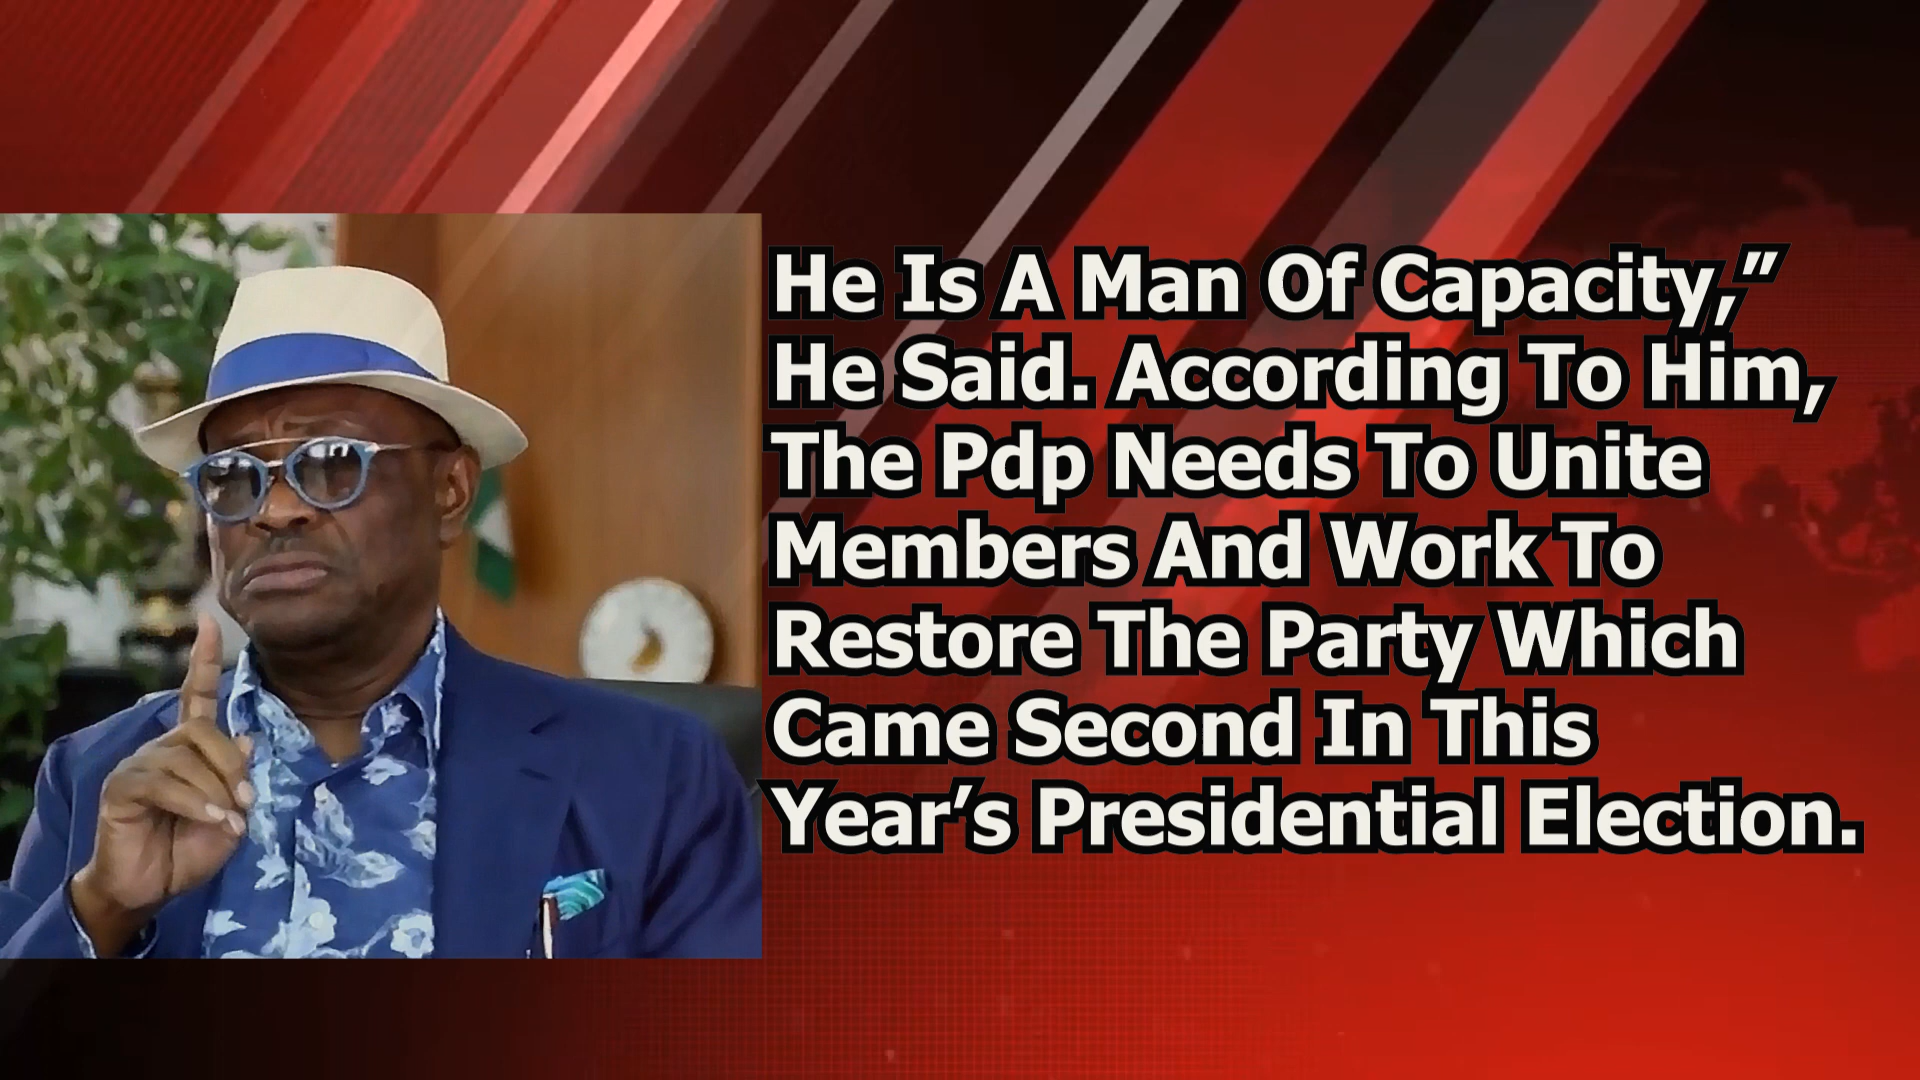 He Is A Man Of Capacity,”
He Said. According To Him,
The Pdp Needs To Unite
Members And Work To
Restore The Party Which
Came Second In This
Year’s Presidential Election.